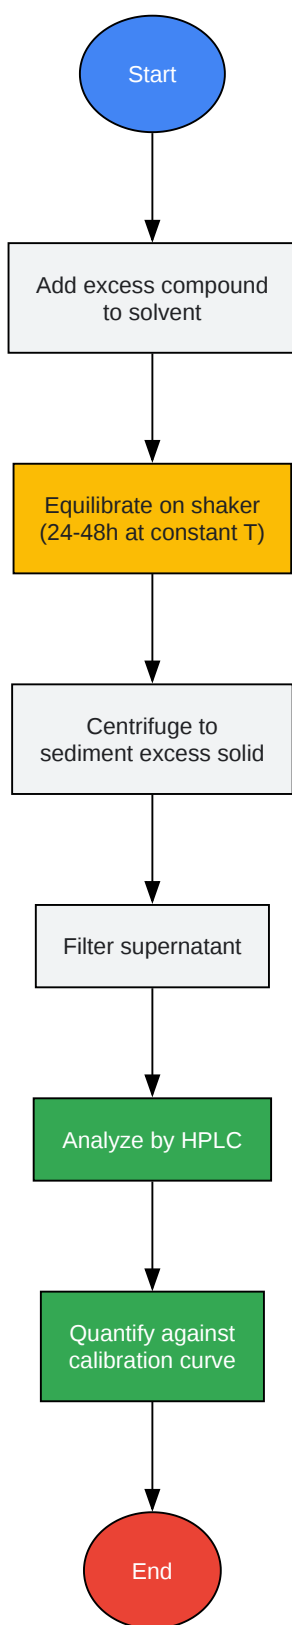 Start
Add excess compound
to solvent
Equilibrate on shaker
(24-48h at constant T)
Centrifuge to
sediment excess solid
Filter supernatant
Analyze by HPLC
Quantify against
calibration curve
End